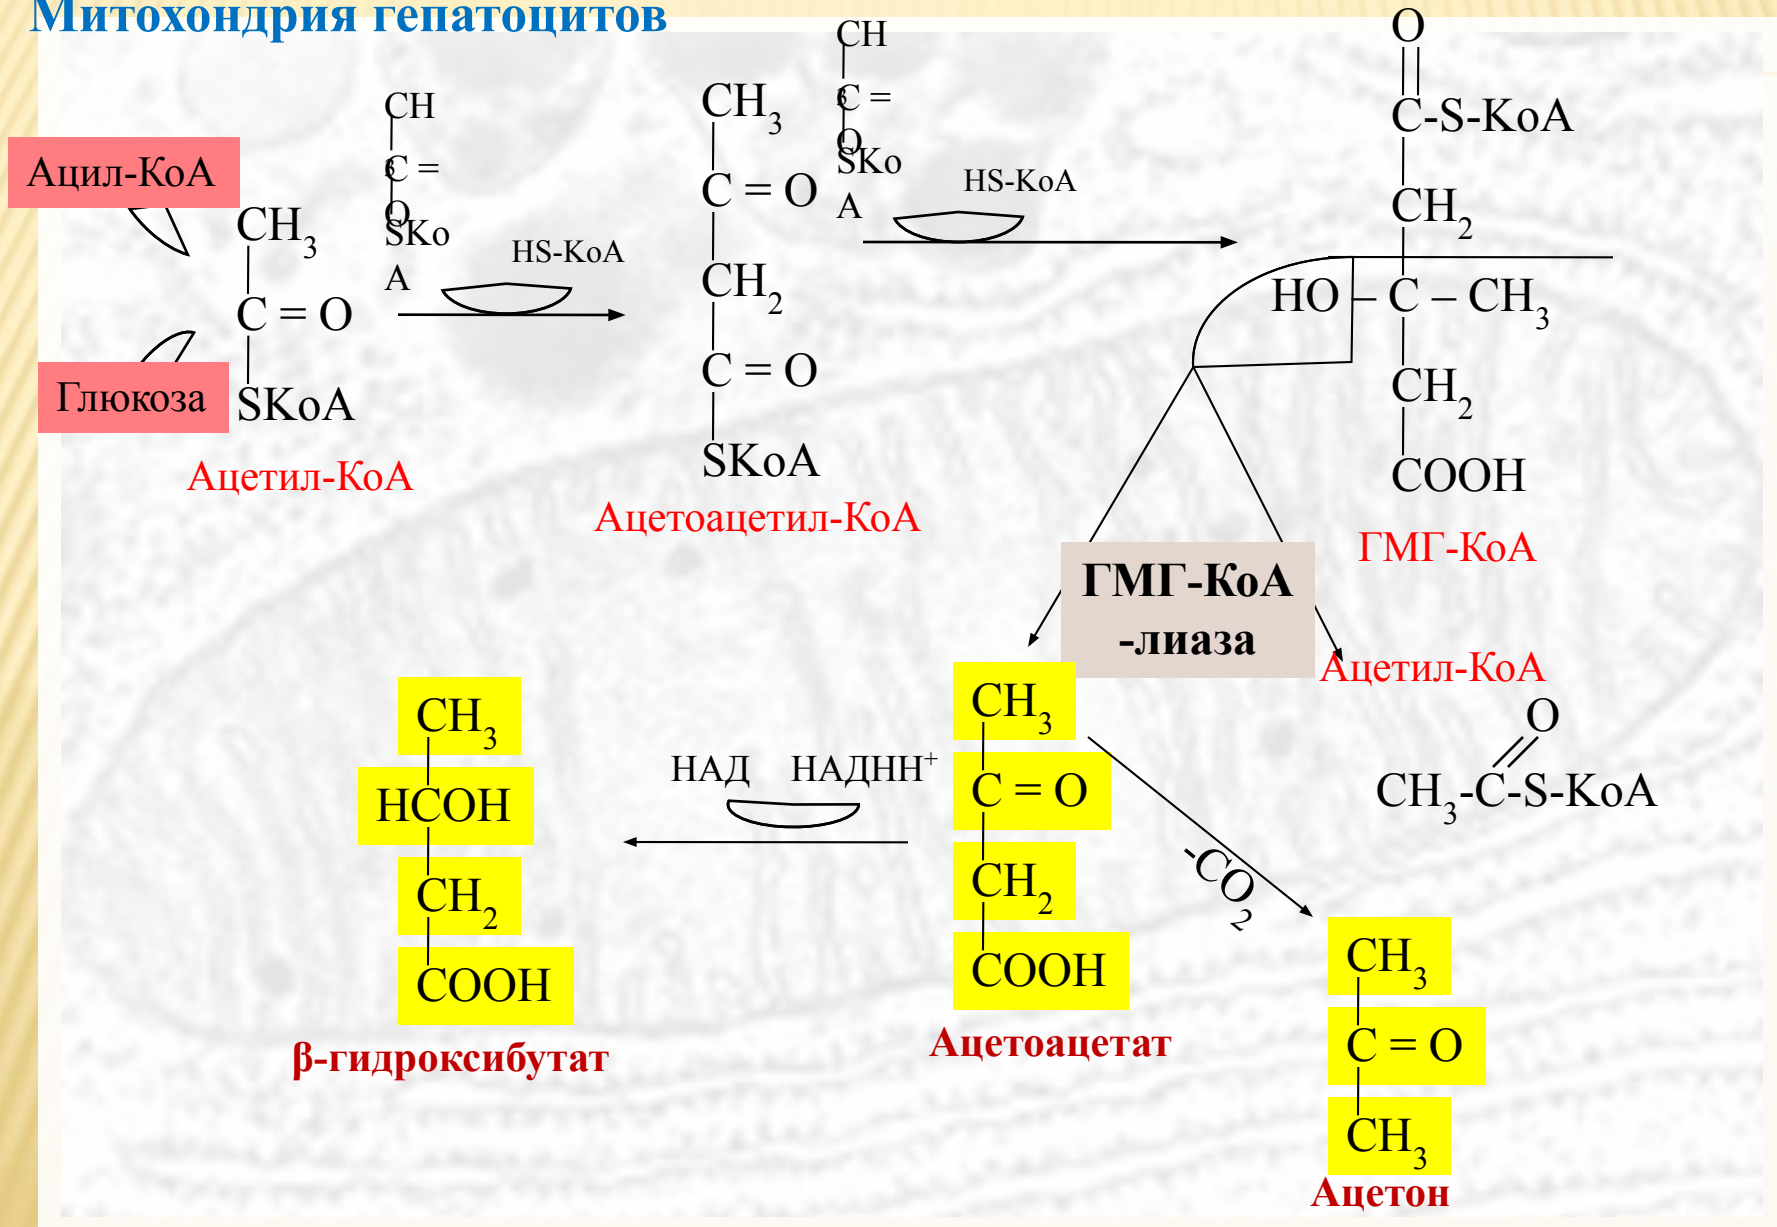 Митохондрия гепатоцитов
Ацил-КоА
Глюкоза
CH₃
C = O
SKoA
Ацетил-КоА
CH
3
C =
O
SKo
A
HS-KoA
CH₃
C = O
CH₂
C = O
SKoA
Ацетоацетил-КоА
CH
3
C =
O
SKo
A
HS-KoA
O
C-S-KoA
CH₂
HO – C – CH₃
CH₂
COOH
ГМГ-КоА
ГМГ-КоА
-лиаза
Ацетил-КоА
O
CH₃-C-S-KoA
CH₃
C = O
CH₂
COOH
Ацетоацетат
НАД НАДНН⁺
CH₃
HCOH
CH₂
COOH
β-гидроксибутат
-CO₂
CH₃
C = O
CH₃
Ацетон